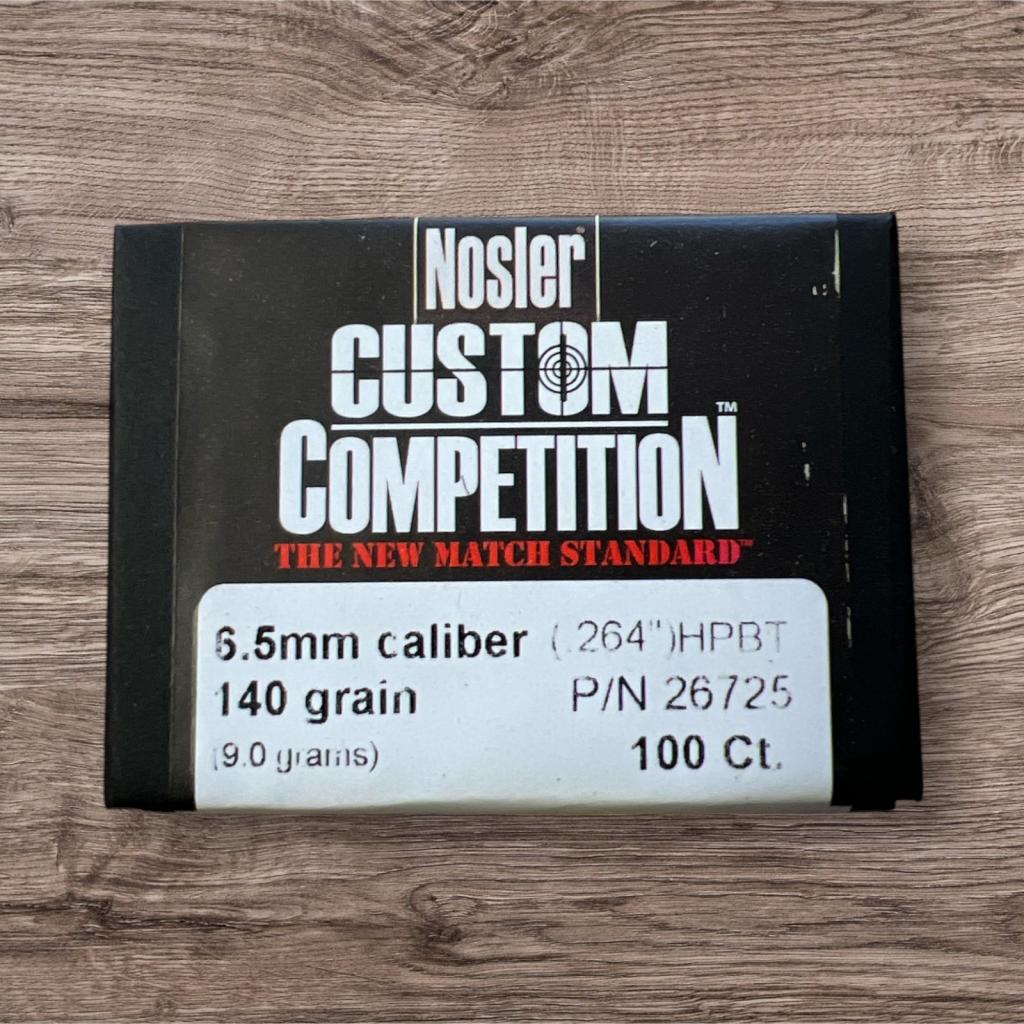 Nosler®
CUSTOM
COMPETITION™
THE NEW MATCH STANDARD™
6.5mm caliber (.264")HPBT
140 grain P/N 26725
(9.0 grams) 100 Ct.